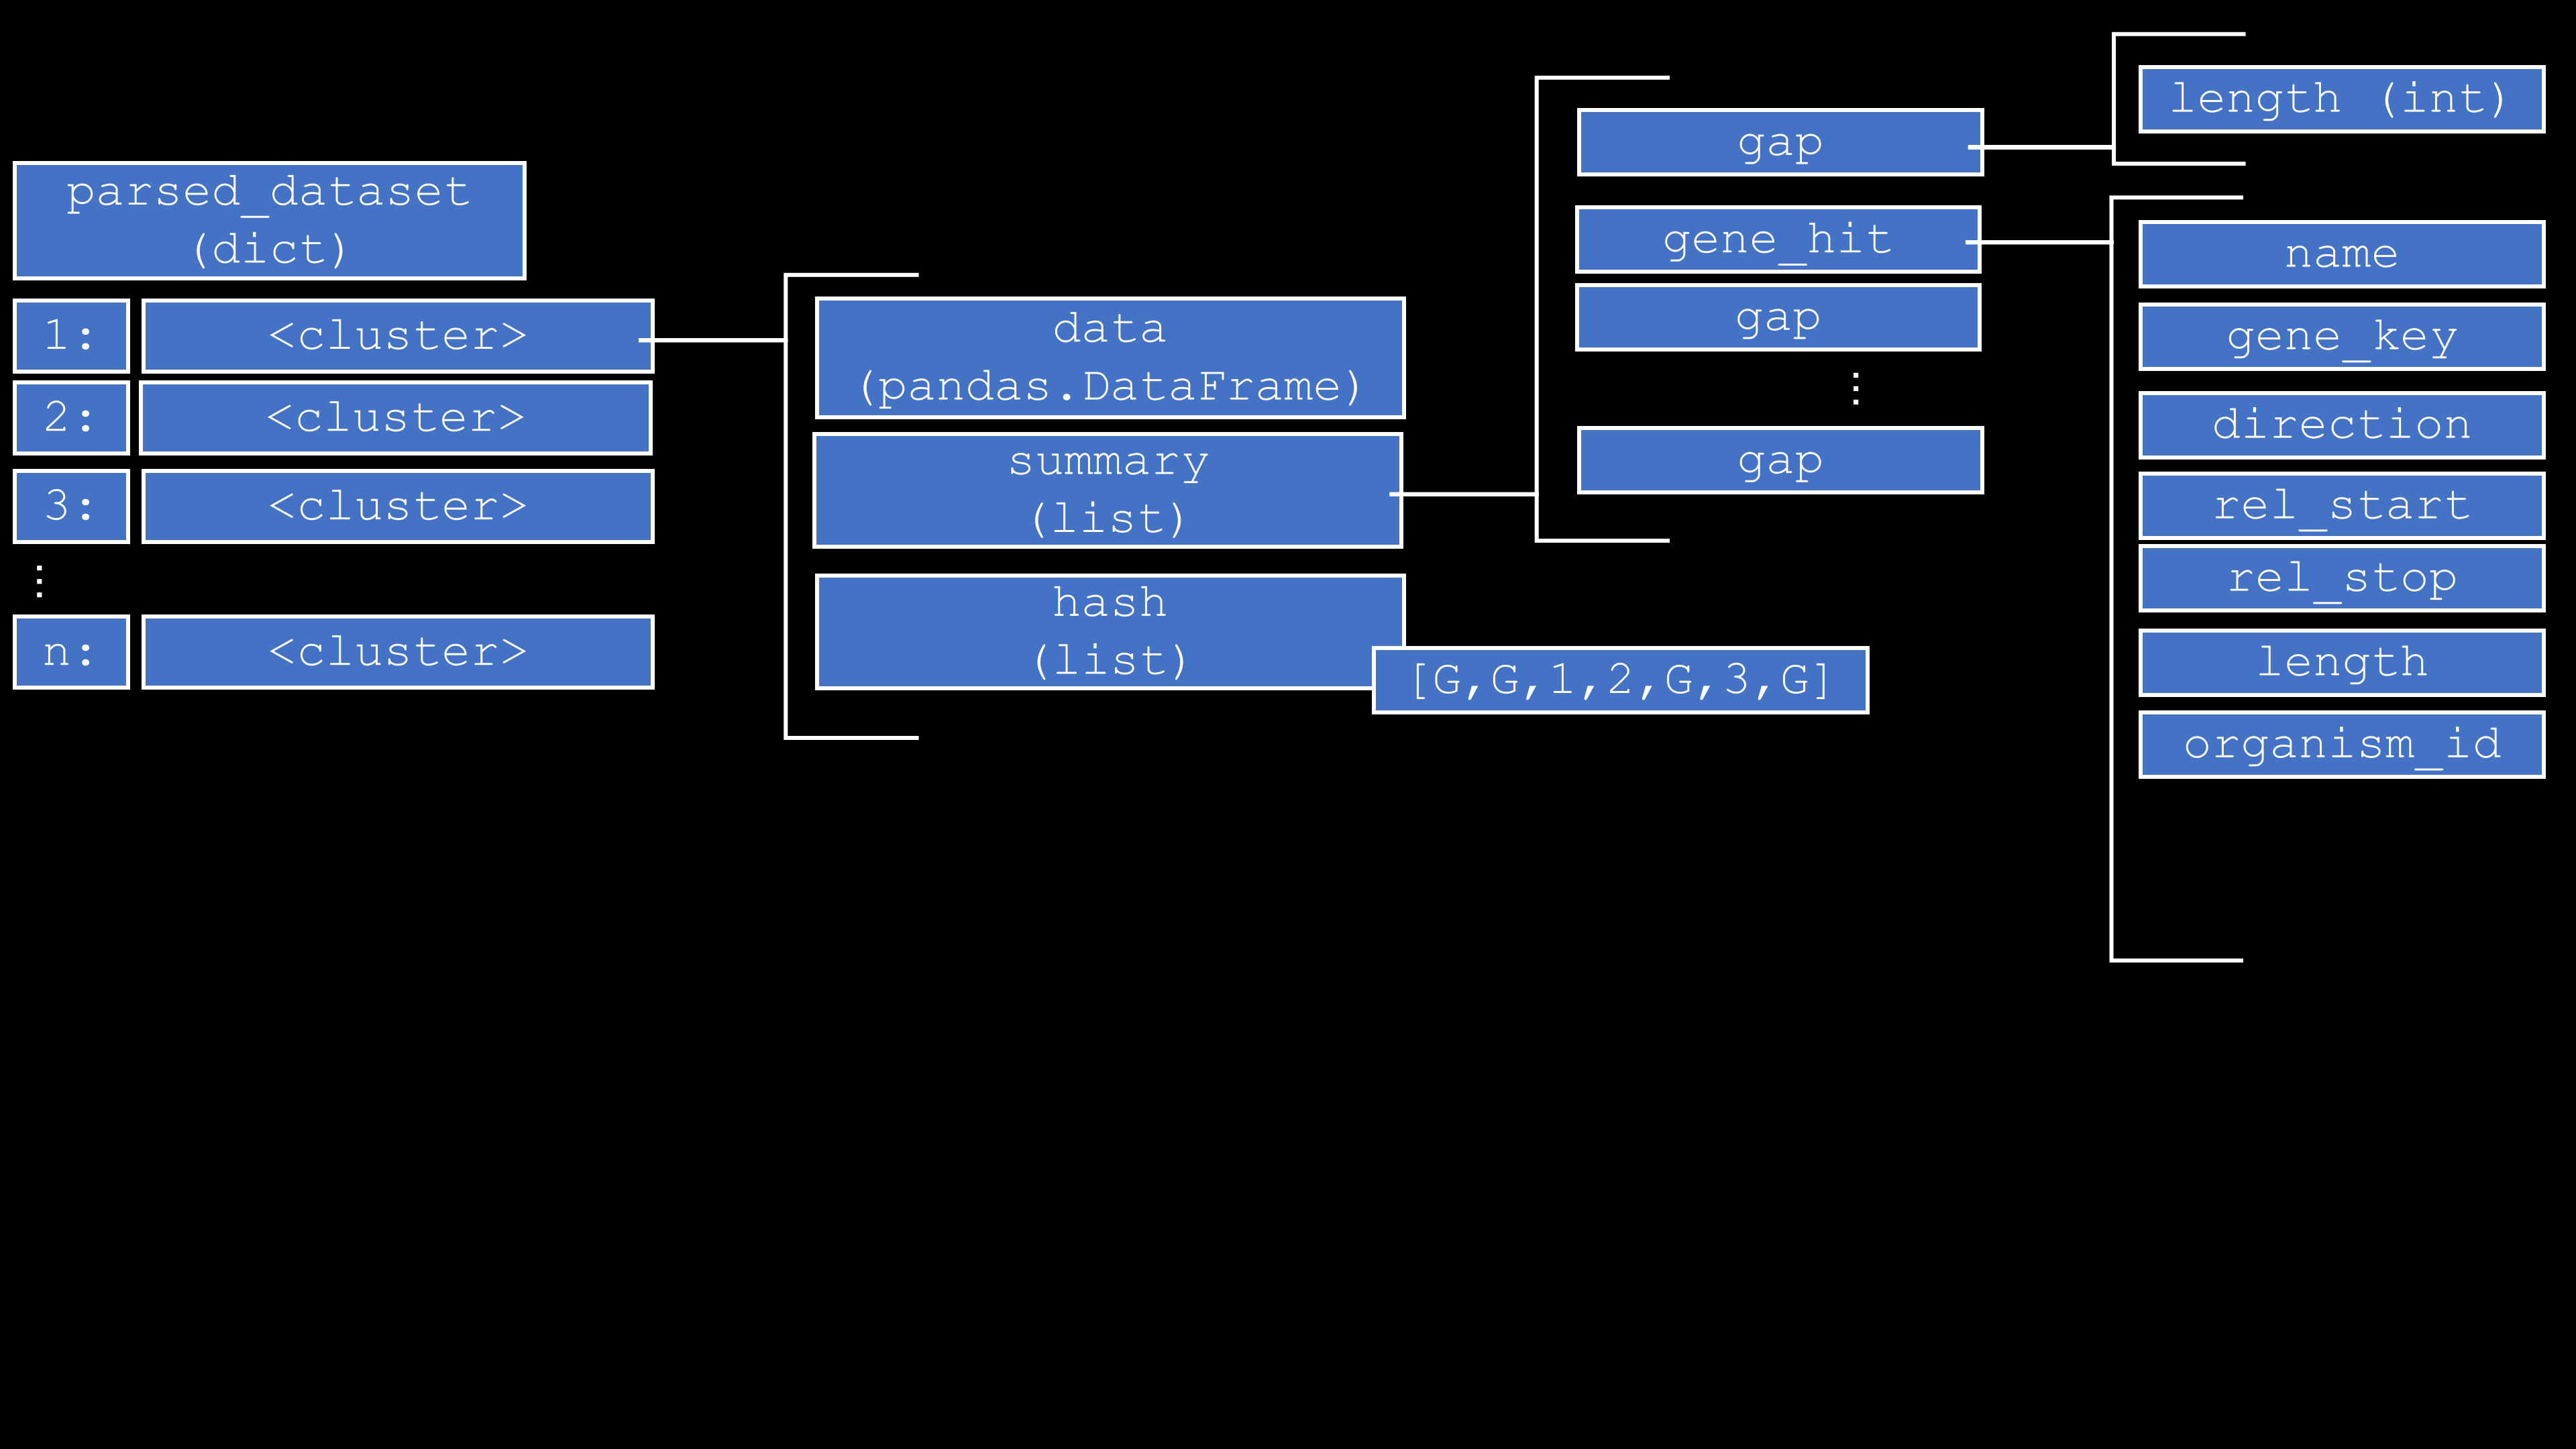 parsed_dataset
(dict)
1:
<cluster>
2:
<cluster>
3:
<cluster>
⋮
n:
<cluster>
data
(pandas.DataFrame)
summary
(list)
hash
(list)
[G,G,1,2,G,3,G]
gap
gene_hit
gap
⋮
gap
length (int)
name
gene_key
direction
rel_start
rel_stop
length
organism_id